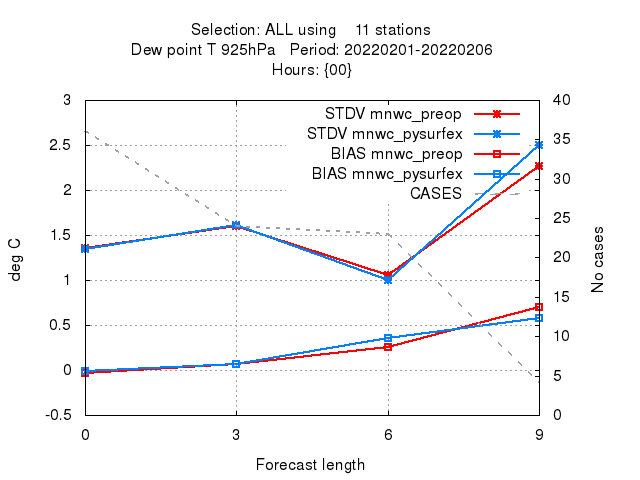 Selection: ALL using    11 stations
Dew point T 925hPa   Period: 20220201-20220206
Hours: {00}
STDV mnwc_preop
STDV mnwc_pysurfex
BIAS mnwc_preop
BIAS mnwc_pysurfex
CASES
3
2.5
2
1.5
1
0.5
0
-0.5
deg C
40
35
30
25
20
15
10
5
0
No cases
0 3 6 9
Forecast length